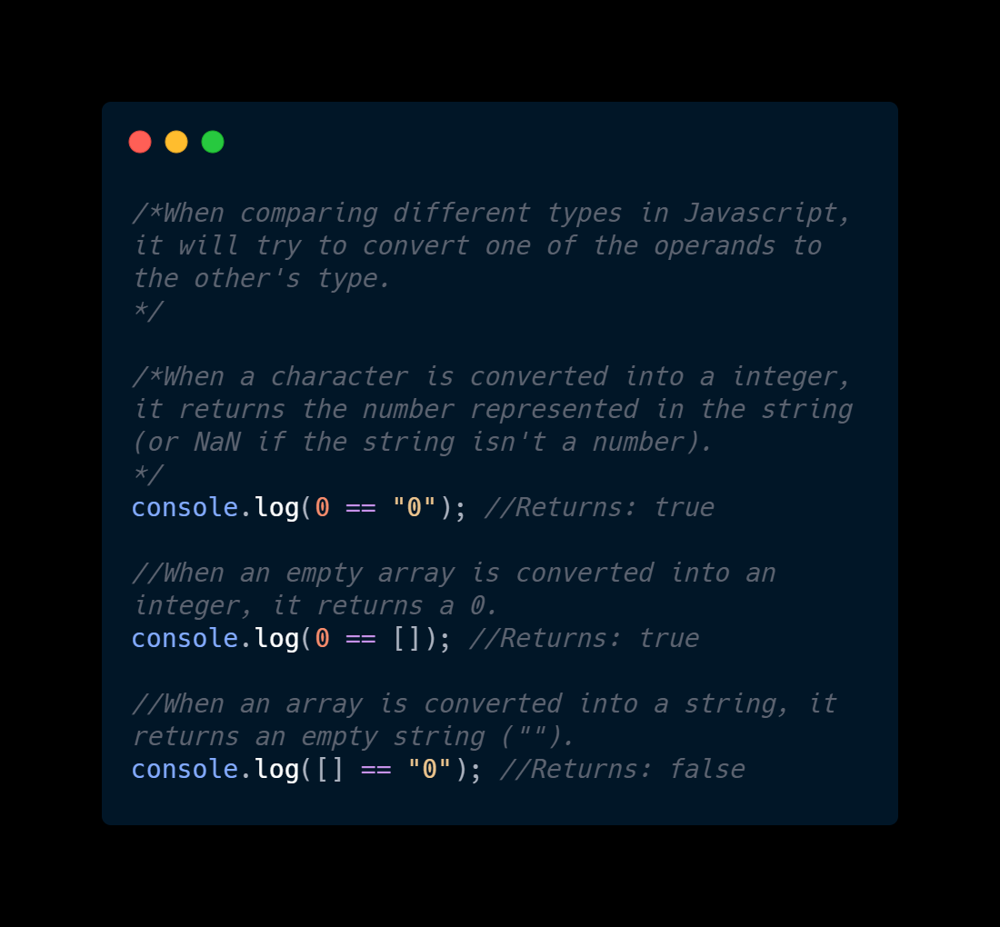 /*When comparing different types in Javascript,
it will try to convert one of the operands to
the other's type.
*/
/*When a character is converted into a integer,
it returns the number represented in the string
(or NaN if the string isn't a number).
*/
console.log(0 == "0"); //Returns: true
//When an empty array is converted into an
integer, it returns a 0.
console.log(0 == []); //Returns: true
//When an array is converted into a string, it
returns an empty string ("").
console.log([] == "0"); //Returns: false